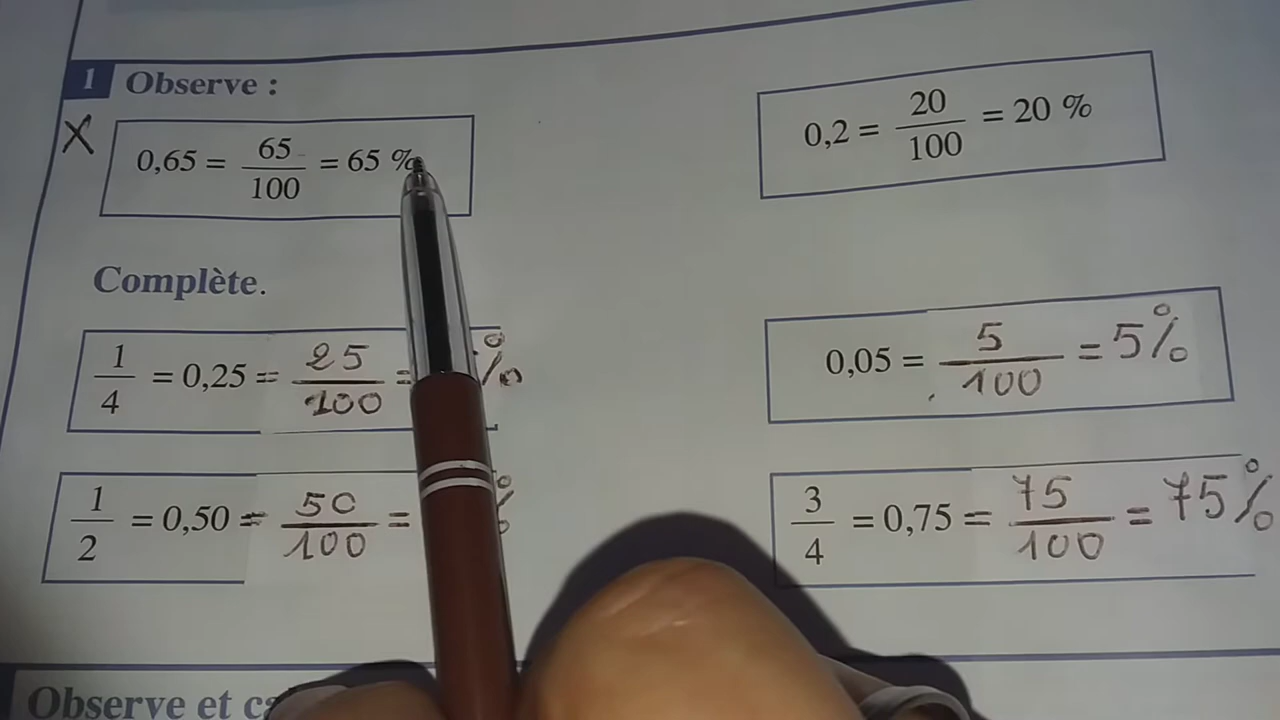 1 Observe :
X
0,65 = 65/100 = 65 %
0,2 = 20/100 = 20 %
Complète.
1/4 = 0,25 = 25/100 = %
0,05 = 5/100 = 5%
1/2 = 0,50 = 50/100 = %
3/4 = 0,75 = 75/100 = 75%
Observe et